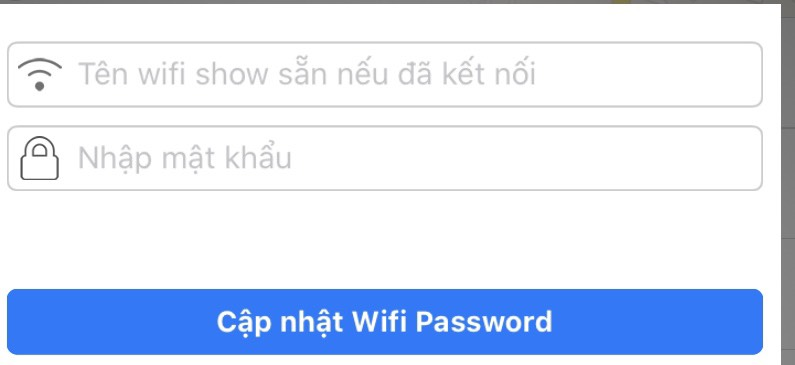 Tên wifi show sẵn nếu đã kết nối
Nhập mật khẩu
Cập nhật Wifi Password